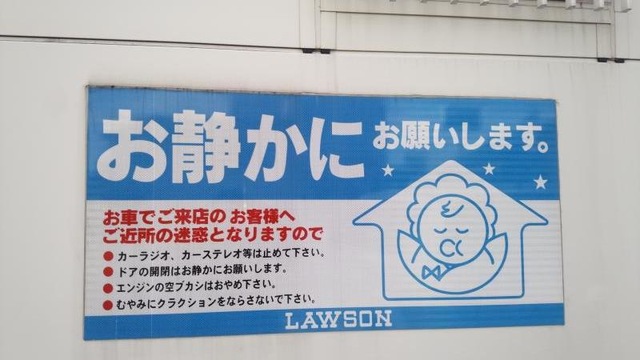 お静かに お願いします。
お車でご来店の お客様へ
ご近所の迷惑となりますので
● カーラジオ、カーステレオ等は止めて下さい。
● ドアの開閉はお静かにお願いします。
● エンジンの空ブカシはおやめ下さい。
● むやみにクラクションをならさないで下さい。
LAWSON